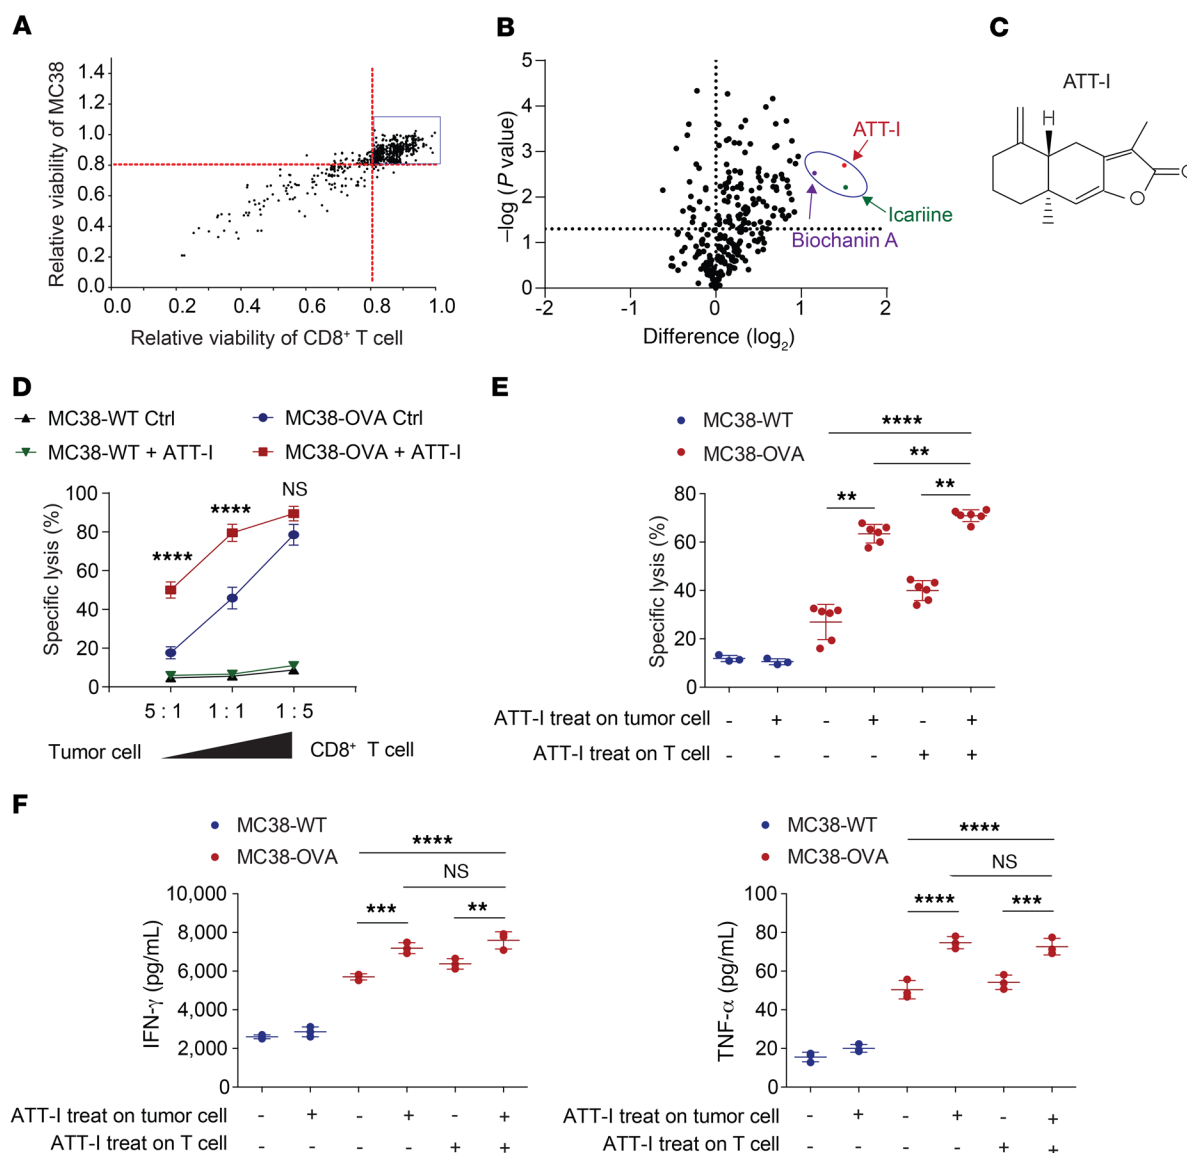 A
Relative viability of MC38
1.4
1.2
1.0
0.8
0.6
0.4
0.2
0.0
0.0 0.2 0.4 0.6 0.8 1.0
Relative viability of CD8+ T cell
B
–log (P value)
5
4
3
2
1
0
-2 -1 0 1 2
Difference (log2)
ATT-I
Icariine
Biochanin A
C
ATT-I
H
O
O
D
MC38-WT Ctrl
MC38-OVA Ctrl
MC38-WT + ATT-I
MC38-OVA + ATT-I
Specific lysis (%)
100
80
60
40
20
0
**** **** NS
5 : 1 1 : 1 1 : 5
Tumor cell CD8+ T cell
E
MC38-WT
MC38-OVA
Specific lysis (%)
80
60
40
20
0
****
**
** **
ATT-I treat on tumor cell - + - + - +
ATT-I treat on T cell - - - - + +
F
MC38-WT
MC38-OVA
IFN-γ (pg/mL)
10,000
8,000
6,000
4,000
2,000
0
****
NS
*** **
ATT-I treat on tumor cell - + - + - +
ATT-I treat on T cell - - - - + +
MC38-WT
MC38-OVA
TNF-α (pg/mL)
100
80
60
40
20
0
****
NS
**** ***
ATT-I treat on tumor cell - + - + - +
ATT-I treat on T cell - - - - + +